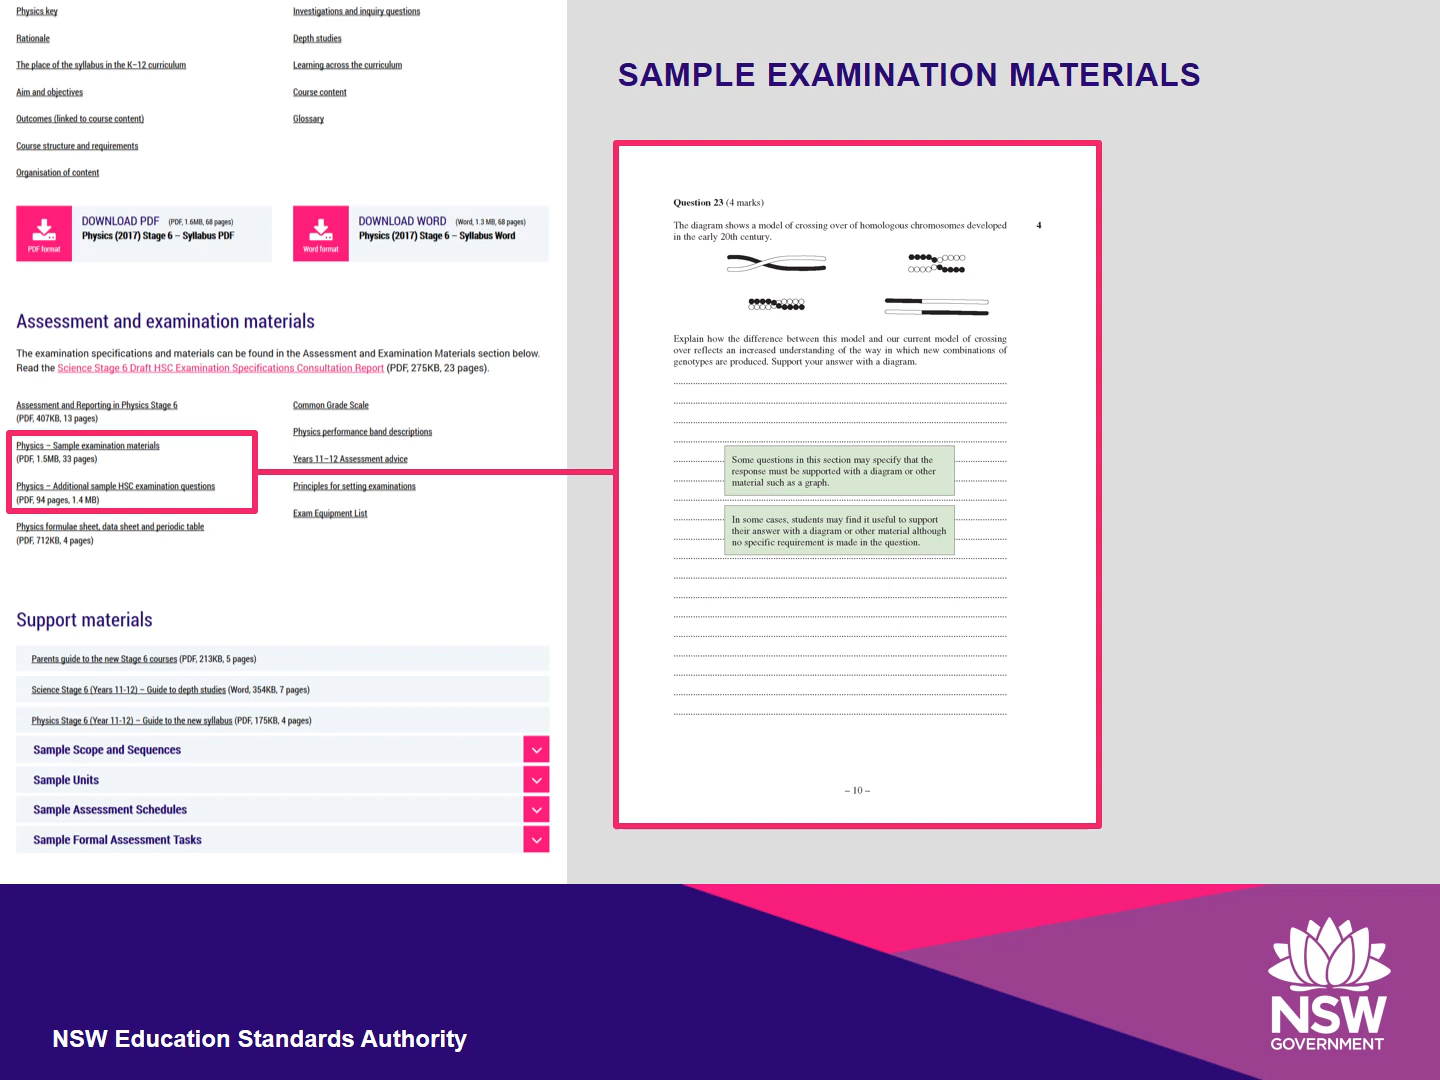 Physics key
Rationale
The place of the syllabus in the K–12 curriculum
Aim and objectives
Outcomes (linked to course content)
Course structure and requirements
Organisation of content
Investigations and inquiry questions
Depth studies
Learning across the curriculum
Course content
Glossary
PDF format
DOWNLOAD PDF (PDF, 1.6MB, 68 pages)
Physics (2017) Stage 6 – Syllabus PDF
Word format
DOWNLOAD WORD (Word, 1.3 MB, 68 pages)
Physics (2017) Stage 6 – Syllabus Word
Assessment and examination materials
The examination specifications and materials can be found in the Assessment and Examination Materials section below.
Read the Science Stage 6 Draft HSC Examination Specifications Consultation Report (PDF, 275KB, 23 pages).
Assessment and Reporting in Physics Stage 6
(PDF, 407KB, 13 pages)
Physics – Sample examination materials
(PDF, 1.5MB, 33 pages)
Physics – Additional sample HSC examination questions
(PDF, 94 pages, 1.4 MB)
Physics formulae sheet, data sheet and periodic table
(PDF, 712KB, 4 pages)
Common Grade Scale
Physics performance band descriptions
Years 11–12 Assessment advice
Principles for setting examinations
Exam Equipment List
Support materials
Parents guide to the new Stage 6 courses (PDF, 213KB, 5 pages)
Science Stage 6 (Years 11-12) – Guide to depth studies (Word, 354KB, 7 pages)
Physics Stage 6 (Year 11-12) – Guide to the new syllabus (PDF, 175KB, 4 pages)
Sample Scope and Sequences
Sample Units
Sample Assessment Schedules
Sample Formal Assessment Tasks
SAMPLE EXAMINATION MATERIALS
Question 23 (4 marks)
The diagram shows a model of crossing over of homologous chromosomes developed 4
in the early 20th century.
Explain how the difference between this model and our current model of crossing
over reflects an increased understanding of the way in which new combinations of
genotypes are produced. Support your answer with a diagram.
Some questions in this section may specify that the
response must be supported with a diagram or other
material such as a graph.
In some cases, students may find it useful to support
their answer with a diagram or other material although
no specific requirement is made in the question.
– 10 –
NSW Education Standards Authority
NSW
GOVERNMENT